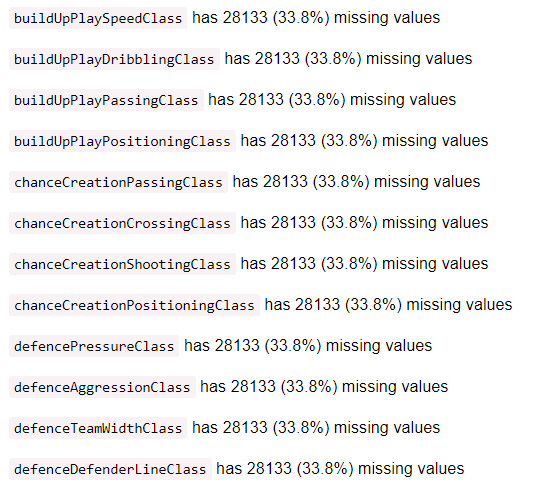 buildUpPlaySpeedClass has 28133 (33.8%) missing values
buildUpPlayDribblingClass has 28133 (33.8%) missing values
buildUpPlayPassingClass has 28133 (33.8%) missing values
buildUpPlayPositioningClass has 28133 (33.8%) missing values
chanceCreationPassingClass has 28133 (33.8%) missing values
chanceCreationCrossingClass has 28133 (33.8%) missing values
chanceCreationShootingClass has 28133 (33.8%) missing values
chanceCreationPositioningClass has 28133 (33.8%) missing values
defencePressureClass has 28133 (33.8%) missing values
defenceAggressionClass has 28133 (33.8%) missing values
defenceTeamWidthClass has 28133 (33.8%) missing values
defenceDefenderLineClass has 28133 (33.8%) missing values